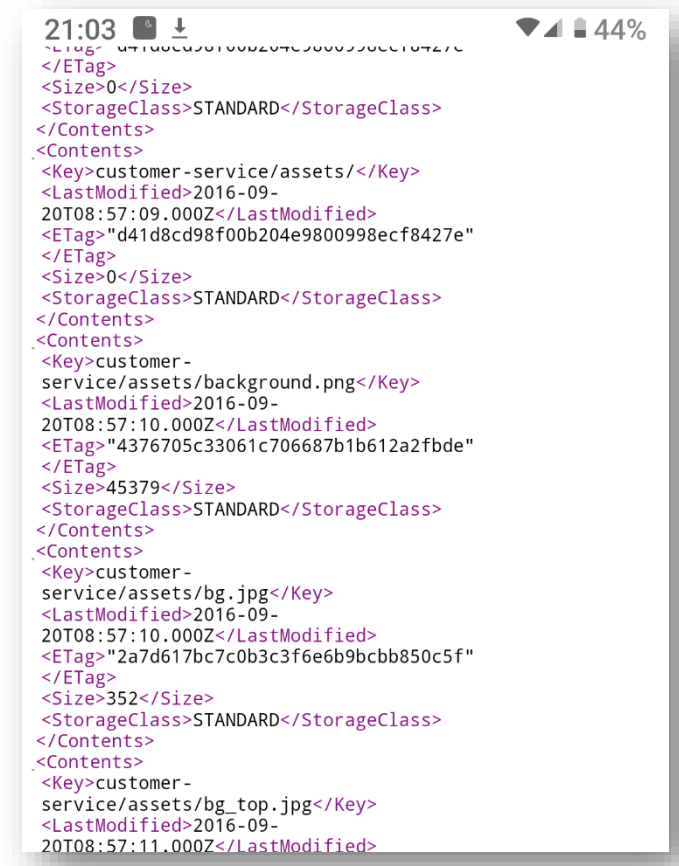 21:03 44%
<ETag>"d41d8cd98f00b204e9800998ecf8427e"
</ETag>
<Size>0</Size>
<StorageClass>STANDARD</StorageClass>
</Contents>
<Contents>
<Key>customer-service/assets/</Key>
<LastModified>2016-09-
20T08:57:09.000Z</LastModified>
<ETag>"d41d8cd98f00b204e9800998ecf8427e"
</ETag>
<Size>0</Size>
<StorageClass>STANDARD</StorageClass>
</Contents>
<Contents>
<Key>customer-
service/assets/background.png</Key>
<LastModified>2016-09-
20T08:57:10.000Z</LastModified>
<ETag>"4376705c33061c706687b1b612a2fbde"
</ETag>
<Size>45379</Size>
<StorageClass>STANDARD</StorageClass>
</Contents>
<Contents>
<Key>customer-
service/assets/bg.jpg</Key>
<LastModified>2016-09-
20T08:57:10.000Z</LastModified>
<ETag>"2a7d617bc7c0b3c3f6e6b9bcbb850c5f"
</ETag>
<Size>352</Size>
<StorageClass>STANDARD</StorageClass>
</Contents>
<Contents>
<Key>customer-
service/assets/bg_top.jpg</Key>
<LastModified>2016-09-
20T08:57:11.000Z</LastModified>